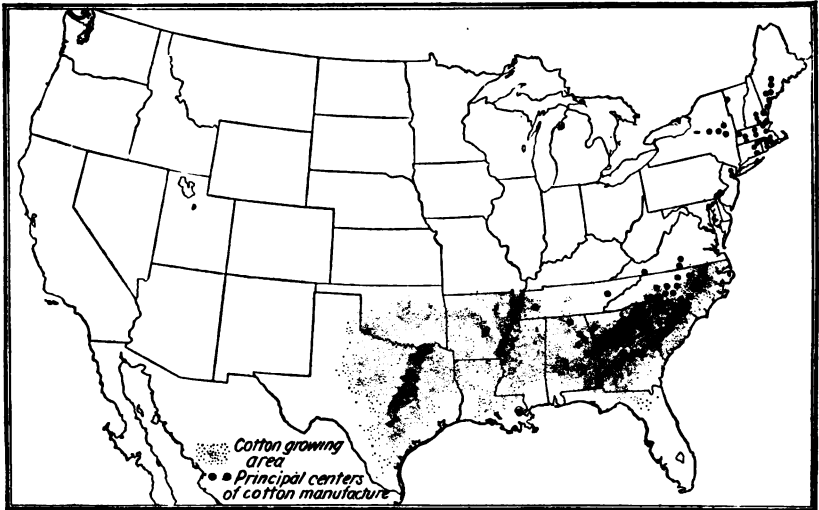 Cotton growing
area
Principal centers
of cotton manufacture